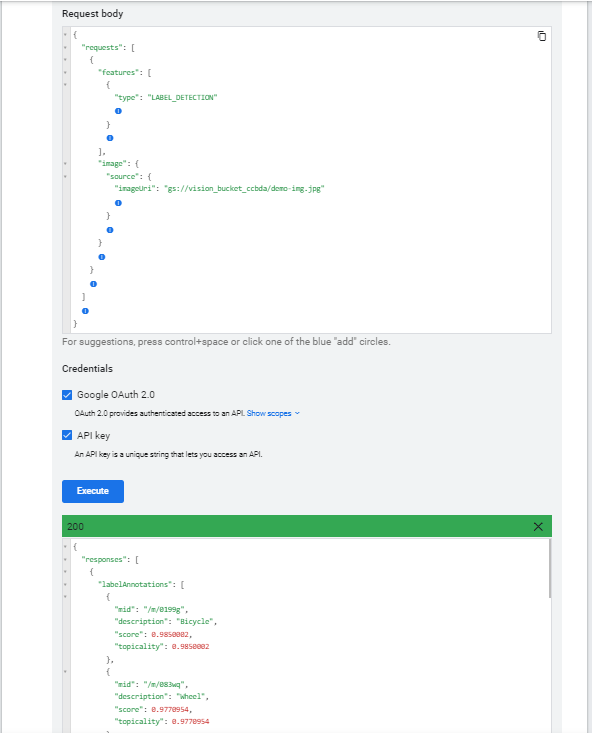 Request body
{
"requests": [
{
"features": [
{
"type": "LABEL_DETECTION"
}
],
"image": {
"source": {
"imageUri": "gs://vision_bucket_ccbda/demo-img.jpg"
}
}
}
]
}
For suggestions, press control+space or click one of the blue "add" circles.
Credentials
Google OAuth 2.0
OAuth 2.0 provides authenticated access to an API. Show scopes
API key
An API key is a unique string that lets you access an API.
Execute
200
{
"responses": [
{
"labelAnnotations": [
{
"mid": "/m/0199g",
"description": "Bicycle",
"score": 0.9850002,
"topicality": 0.9850002
},
{
"mid": "/m/083wq",
"description": "Wheel",
"score": 0.9770954,
"topicality": 0.9770954